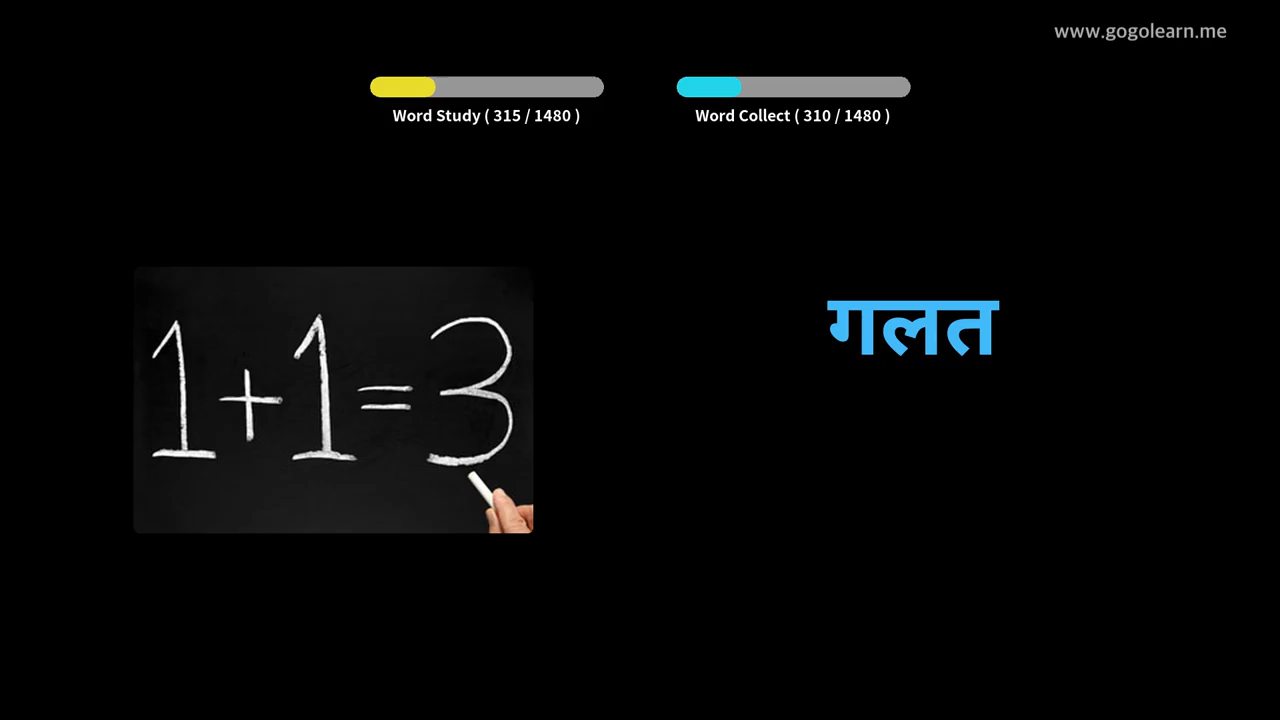 www.gogolearn.me
Word Study ( 315 / 1480 )
Word Collect ( 310 / 1480 )
1+1=3
गलत